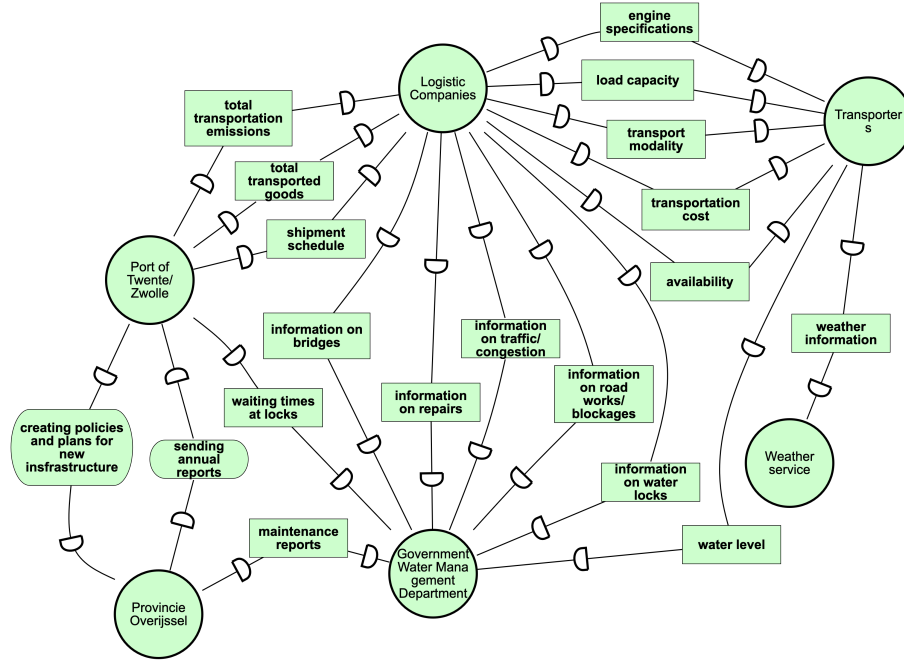 engine
specifications
Logistic
Companies
load capacity
total
transportation
emissions
Transporter
s
transport
modality
total
transported
goods
transportation
cost
shipment
schedule
Port of
Twente/
Zwolle
availability
information on
bridges
information
on traffic/
congestion
weather
information
information
on road
works/
blockages
waiting times
at locks
information
on repairs
creating policies
and plans for
new
insfrastructure
sending
annual
reports
Weather
service
information
on water
locks
maintenance
reports
water level
Government
Water Mana
gement
Department
Provincie
Overijssel